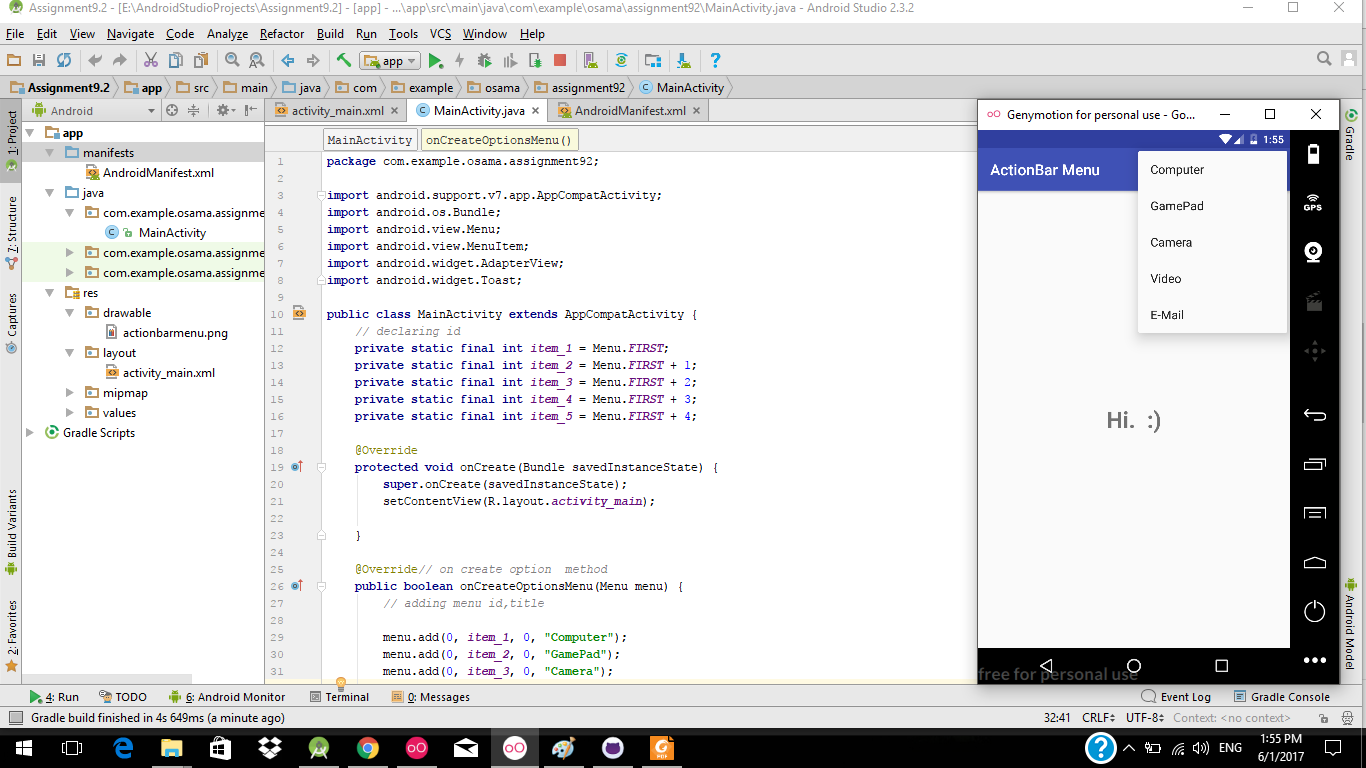 Assignment9.2 - [E:\AndroidStudioProjects\Assignment9.2] - [app] - ...\app\src\main\java\com\example\osama\assignment92\MainActivity.java - Android Studio 2.3.2
File Edit View Navigate Code Analyze Refactor Build Run Tools VCS Window Help
app
Assignment9.2 app src main java com example osama assignment92 MainActivity
Android
activity_main.xml MainActivity.java AndroidManifest.xml
1: Project
7: Structure
Captures
Build Variants
2: Favorites
app
manifests
AndroidManifest.xml
java
com.example.osama.assignme
MainActivity
com.example.osama.assignme
com.example.osama.assignme
res
drawable
actionbarmenu.png
layout
activity_main.xml
mipmap
values
Gradle Scripts
MainActivity onCreateOptionsMenu()
1 package com.example.osama.assignment92;
2
3 import android.support.v7.app.AppCompatActivity;
4 import android.os.Bundle;
5 import android.view.Menu;
6 import android.view.MenuItem;
7 import android.widget.AdapterView;
8 import android.widget.Toast;
9
10 public class MainActivity extends AppCompatActivity {
11 // declaring id
12 private static final int item_1 = Menu.FIRST;
13 private static final int item_2 = Menu.FIRST + 1;
14 private static final int item_3 = Menu.FIRST + 2;
15 private static final int item_4 = Menu.FIRST + 3;
16 private static final int item_5 = Menu.FIRST + 4;
17
18 @Override
19 protected void onCreate(Bundle savedInstanceState) {
20 super.onCreate(savedInstanceState);
21 setContentView(R.layout.activity_main);
22
23 }
24
25 @Override// on create option  method
26 public boolean onCreateOptionsMenu(Menu menu) {
27 // adding menu id,title
28
29 menu.add(0, item_1, 0, "Computer");
30 menu.add(0, item_2, 0, "GamePad");
31 menu.add(0, item_3, 0, "Camera");
Genymotion for personal use - Go...
1:55
ActionBar Menu
Computer
GamePad
Camera
Video
E-Mail
Hi.  :)
GPS
free for personal use
Gradle
Android Model
4: Run TODO 6: Android Monitor Terminal 0: Messages Event Log Gradle Console
Gradle build finished in 4s 649ms (a minute ago) 32:41 CRLF UTF-8 Context: <no context>
PDF ENG 1:55 PM
6/1/2017